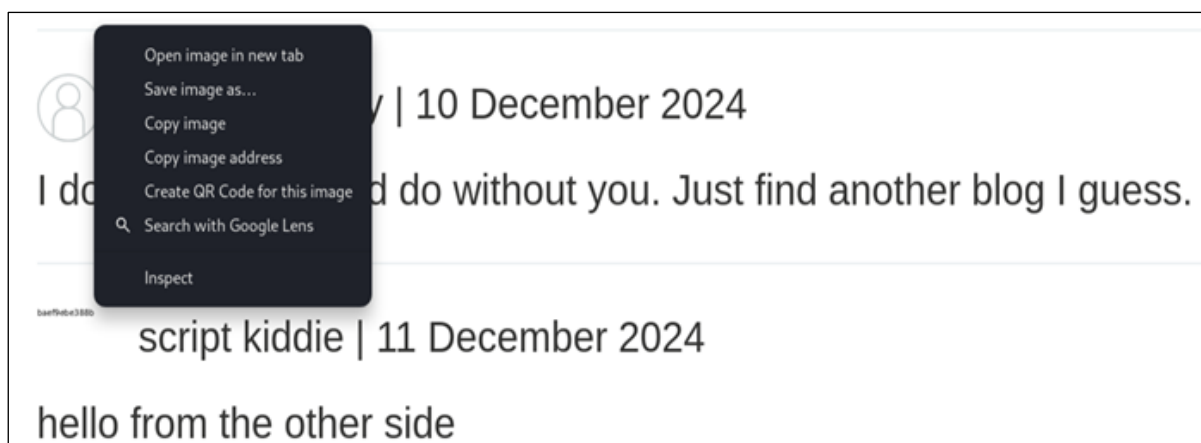 Open image in new tab
Save image as...
Copy image
Copy image address
Create QR Code for this image
Search with Google Lens
Inspect
y | 10 December 2024
I do d do without you. Just find another blog I guess.
script kiddie | 11 December 2024
hello from the other side